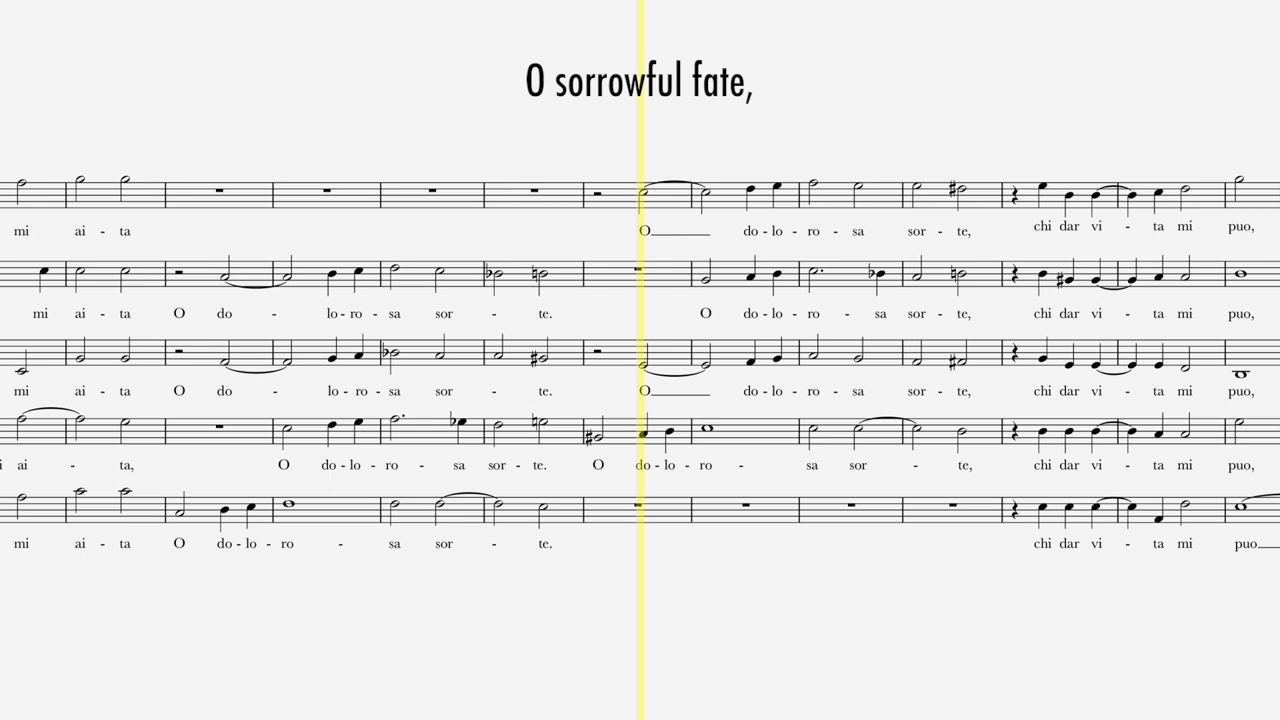 O sorrowful fate,
mi ai - ta O do - lo - ro - sa sor - te, chi dar vi - ta mi puo,
mi ai - ta O do - lo - ro - sa sor - te. O do - lo - ro - sa sor - te, chi dar vi - ta mi puo,
mi ai - ta O do - lo - ro - sa sor - te. O do - lo - ro - sa sor - te, chi dar vi - ta mi puo,
i ai - ta, O do - lo - ro - sa sor - te. O do - lo - ro - sa sor - te, chi dar vi - ta mi puo,
mi ai - ta O do - lo - ro - sa sor - te. chi dar vi - ta mi puo